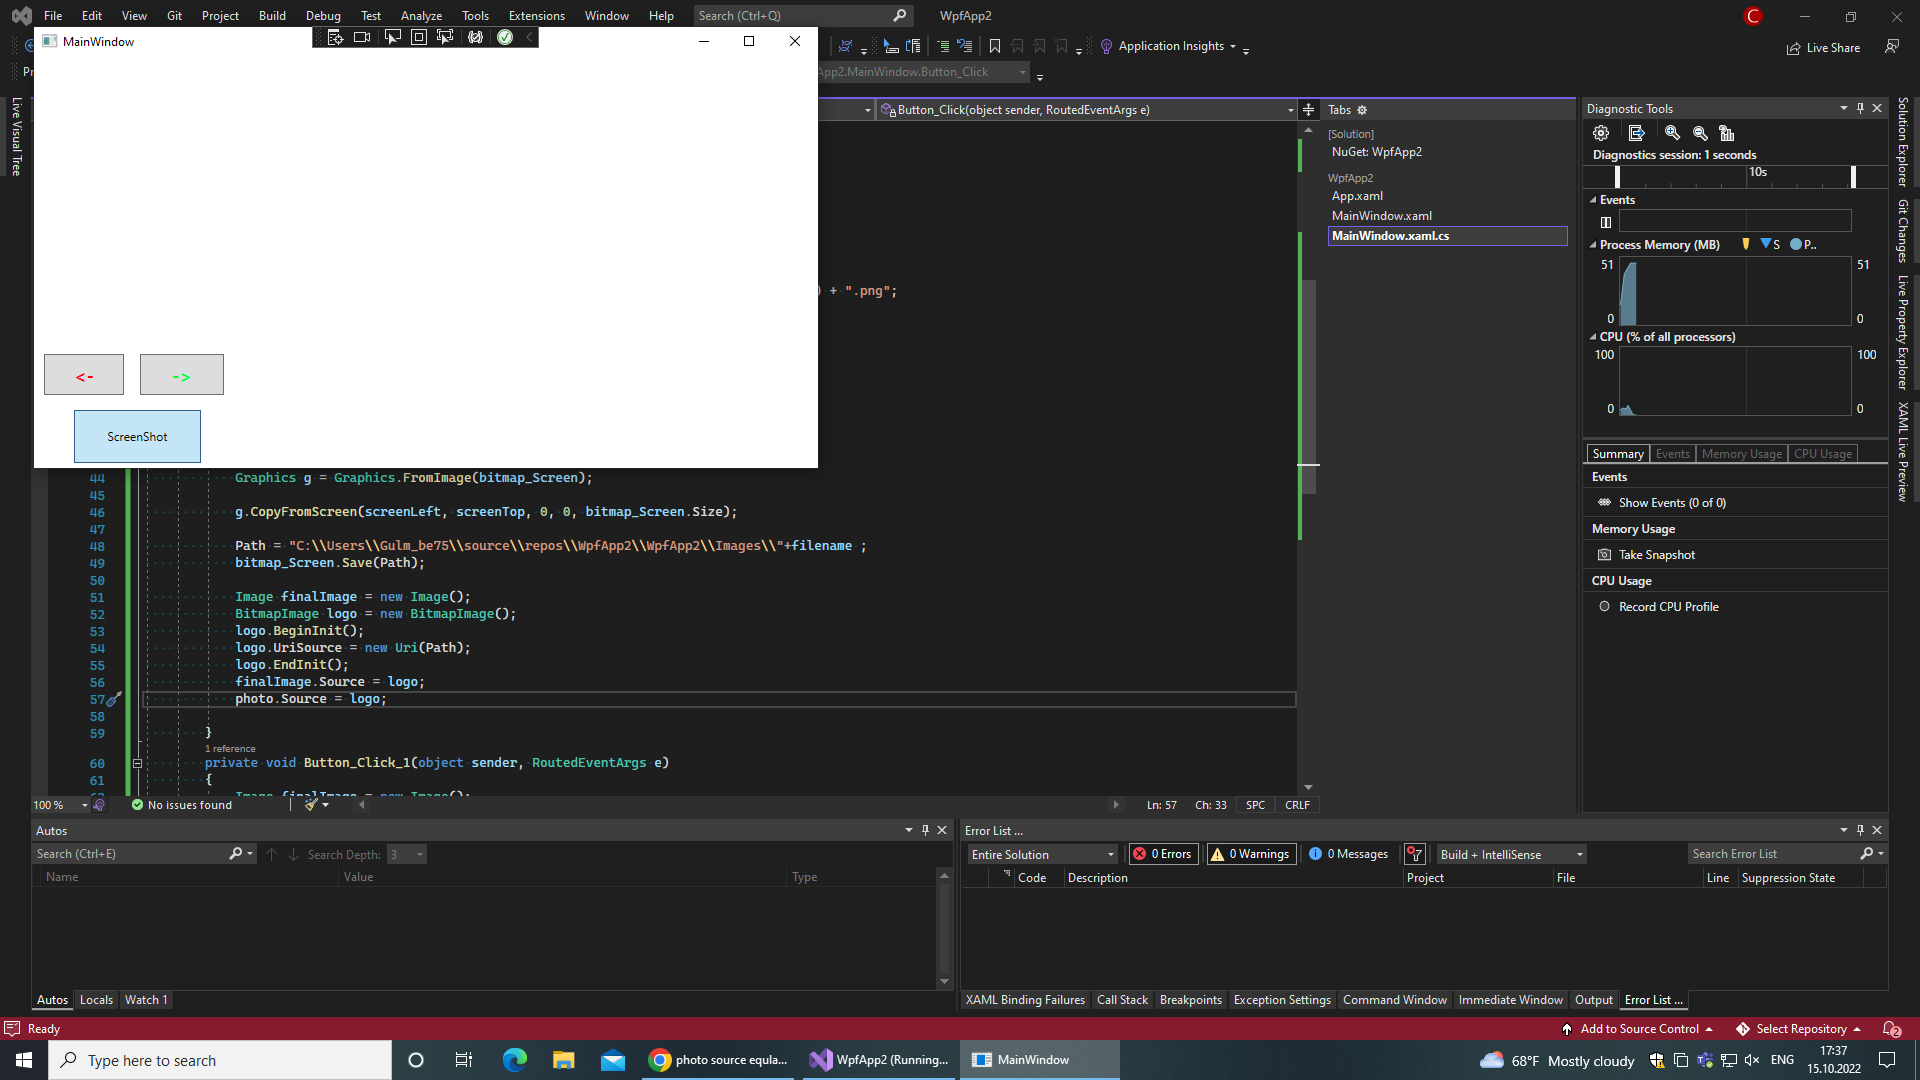 File Edit View Git Project Build Debug Test Analyze Tools Extensions Window Help Search (Ctrl+Q) WpfApp2 C
MainWindow
Application Insights Live Share
App2.MainWindow.Button_Click
Button_Click(object sender, RoutedEventArgs e)
Live Visual Tree
) + ".png";
<- ->
ScreenShot
44 Graphics g = Graphics.FromImage(bitmap_Screen);
45
46 g.CopyFromScreen(screenLeft, screenTop, 0, 0, bitmap_Screen.Size);
47
48 Path = "C:\\Users\\Gulm_be75\\source\\repos\\WpfApp2\\WpfApp2\\Images\\"+filename ;
49 bitmap_Screen.Save(Path);
50
51 Image finalImage = new Image();
52 BitmapImage logo = new BitmapImage();
53 logo.BeginInit();
54 logo.UriSource = new Uri(Path);
55 logo.EndInit();
56 finalImage.Source = logo;
57 photo.Source = logo;
58
59 }
1 reference
60 private void Button_Click_1(object sender, RoutedEventArgs e)
61 {
Image finalImage = new Image();
100 % No issues found Ln: 57 Ch: 33 SPC CRLF
Tabs
[Solution]
NuGet: WpfApp2
WpfApp2
App.xaml
MainWindow.xaml
MainWindow.xaml.cs
Diagnostic Tools
Diagnostics session: 1 seconds
10s
Events
Process Memory (MB) S P..
51 51
0 0
CPU (% of all processors)
100 100
0 0
Summary Events Memory Usage CPU Usage
Events
Show Events (0 of 0)
Memory Usage
Take Snapshot
CPU Usage
Record CPU Profile
Solution Explorer
Git Changes
Live Property Explorer
XAML Live Preview
Autos
Search (Ctrl+E) Search Depth: 3
Name Value Type
Autos Locals Watch 1
Error List ...
Entire Solution 0 Errors 0 Warnings 0 Messages Build + IntelliSense Search Error List
Code Description Project File Line Suppression State
XAML Binding Failures Call Stack Breakpoints Exception Settings Command Window Immediate Window Output Error List ...
Ready Add to Source Control Select Repository 2
Type here to search photo source equla... WpfApp2 (Running... MainWindow 68°F Mostly cloudy ENG
17:37
15.10.2022